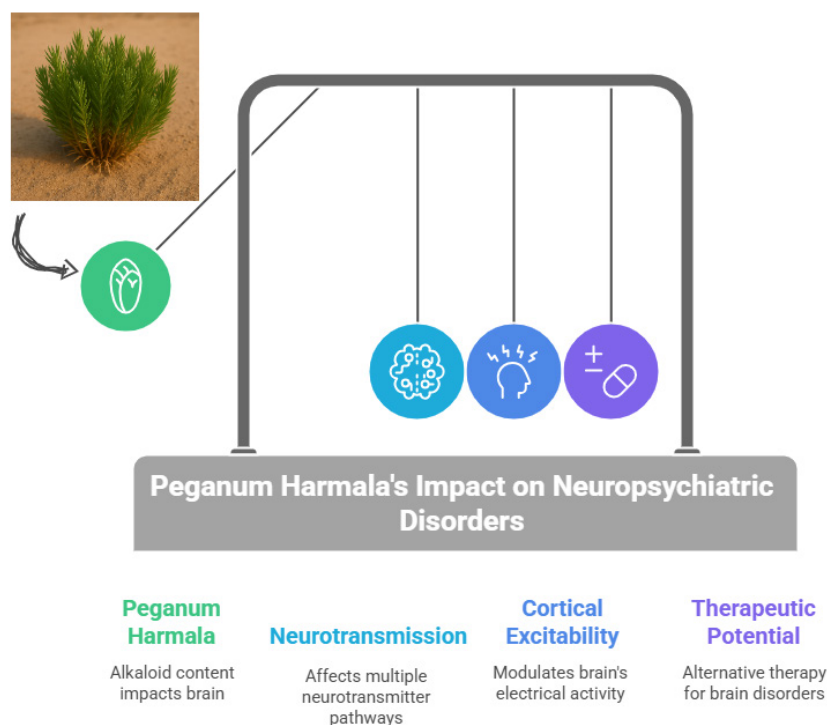 Peganum Harmala's Impact on Neuropsychiatric
Disorders
Peganum
Harmala
Alkaloid content
impacts brain
Neurotransmission
Affects multiple
neurotransmitter
pathways
Cortical
Excitability
Modulates brain's
electrical activity
Therapeutic
Potential
Alternative therapy
for brain disorders